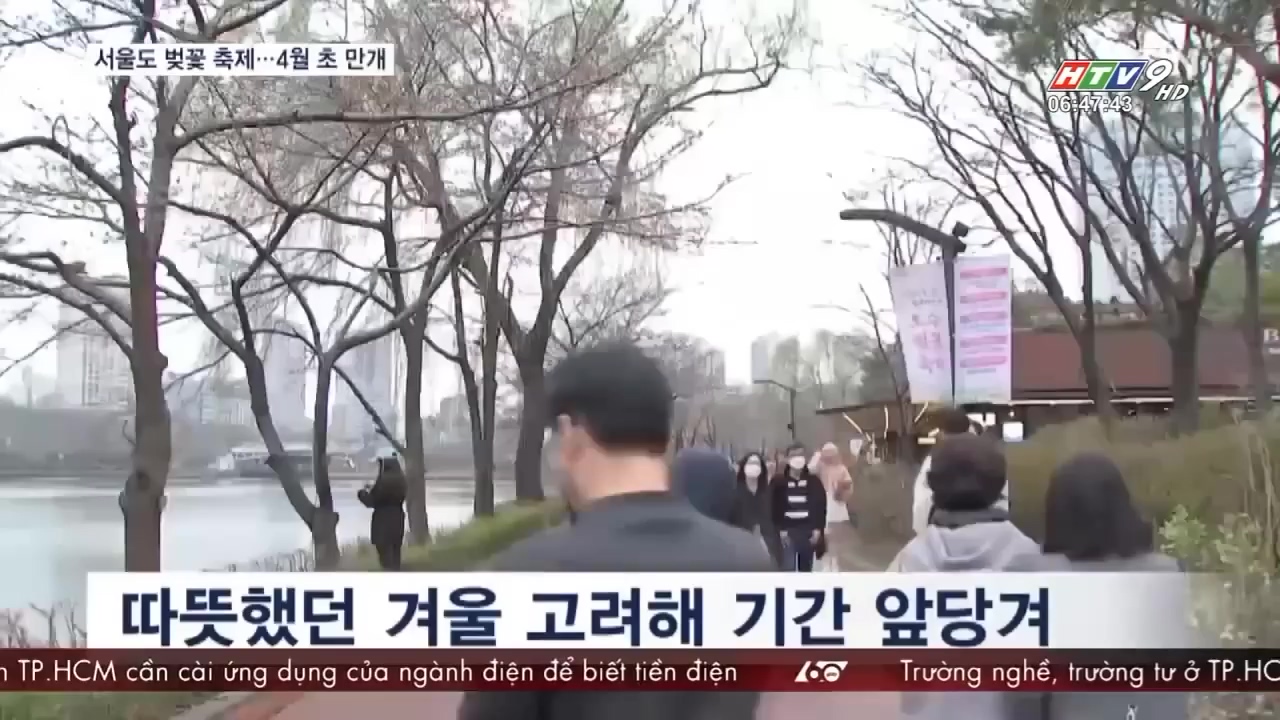 서울도 벚꽃 축제…4월 초 만개
HTV9 HD
06:47:43
따뜻했던 겨울 고려해 기간 앞당겨
TP.HCM cần cài ứng dụng của ngành điện để biết tiền điện 60 Trường nghề, trường tư ở TP.HC